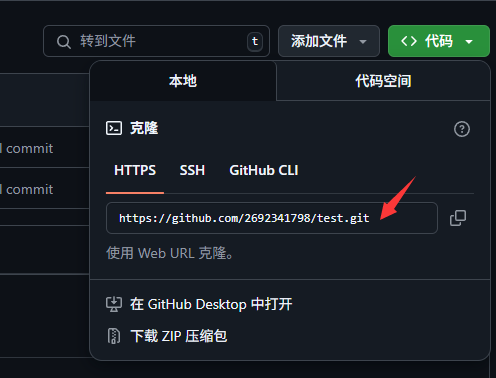 转到文件 t 添加文件 代码
本地 代码空间
克隆
commit
HTTPS SSH GitHub CLI
commit
https://github.com/2692341798/test.git
使用 Web URL 克隆。
在 GitHub Desktop 中打开
下载 ZIP 压缩包